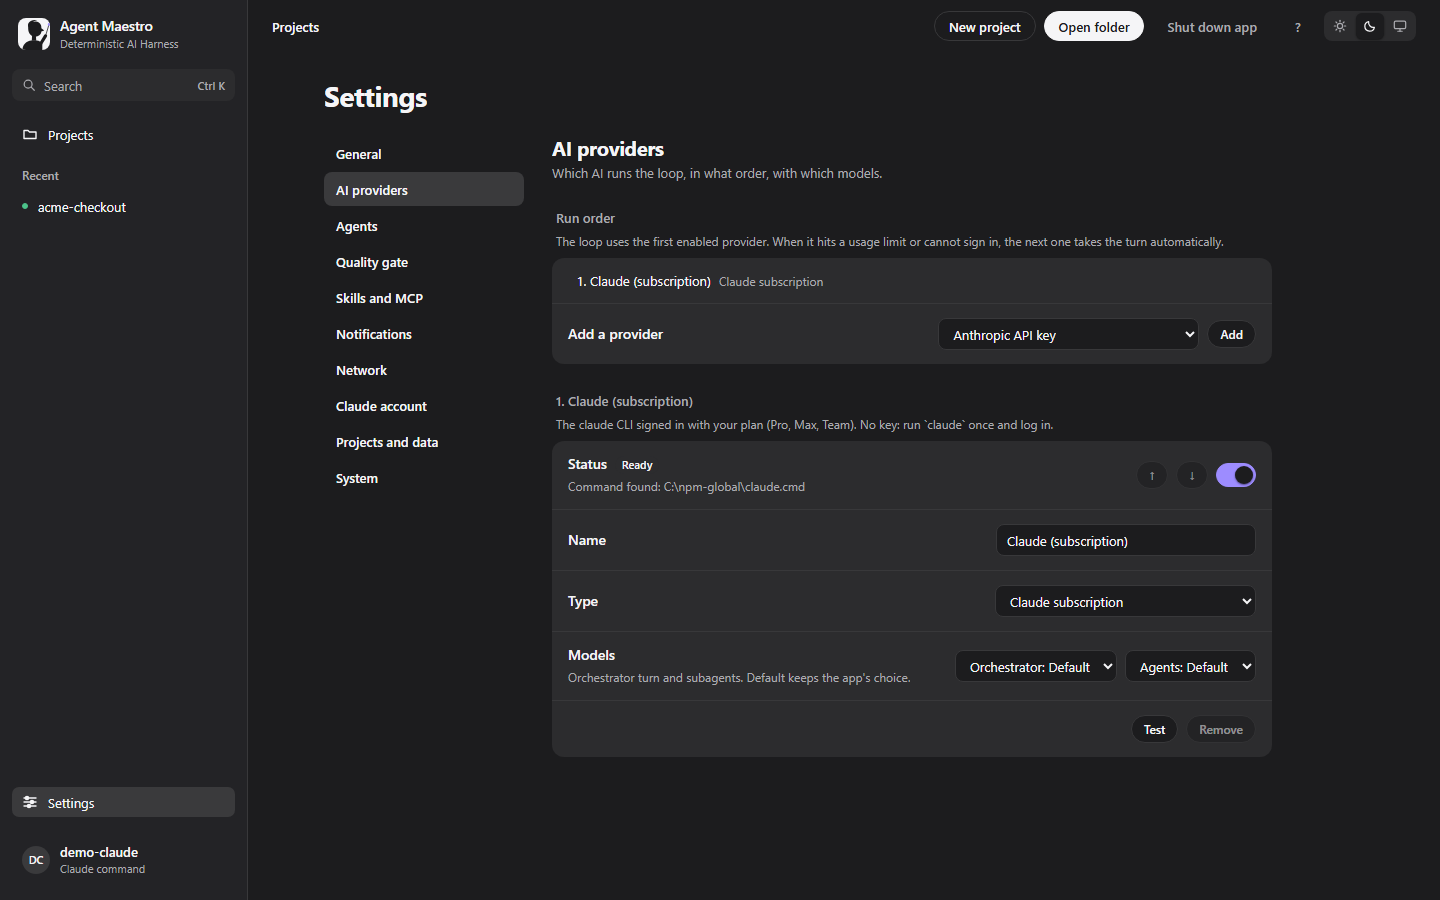 Agent Maestro
Deterministic AI Harness
Search
Ctrl K
Projects
Recent
acme-checkout
Settings
DC
demo-claude
Claude command
Projects
New project
Open folder
Shut down app
?
Settings
General
AI providers
Agents
Quality gate
Skills and MCP
Notifications
Network
Claude account
Projects and data
System
AI providers
Which AI runs the loop, in what order, with which models.
Run order
The loop uses the first enabled provider. When it hits a usage limit or cannot sign in, the next one takes the turn automatically.
1. Claude (subscription) Claude subscription
Add a provider
Anthropic API key
Add
1. Claude (subscription)
The claude CLI signed in with your plan (Pro, Max, Team). No key: run `claude` once and log in.
Status Ready
Command found: C:\npm-global\claude.cmd
↑
↓
Name
Claude (subscription)
Type
Claude subscription
Models
Orchestrator turn and subagents. Default keeps the app's choice.
Orchestrator: Default
Agents: Default
Test
Remove